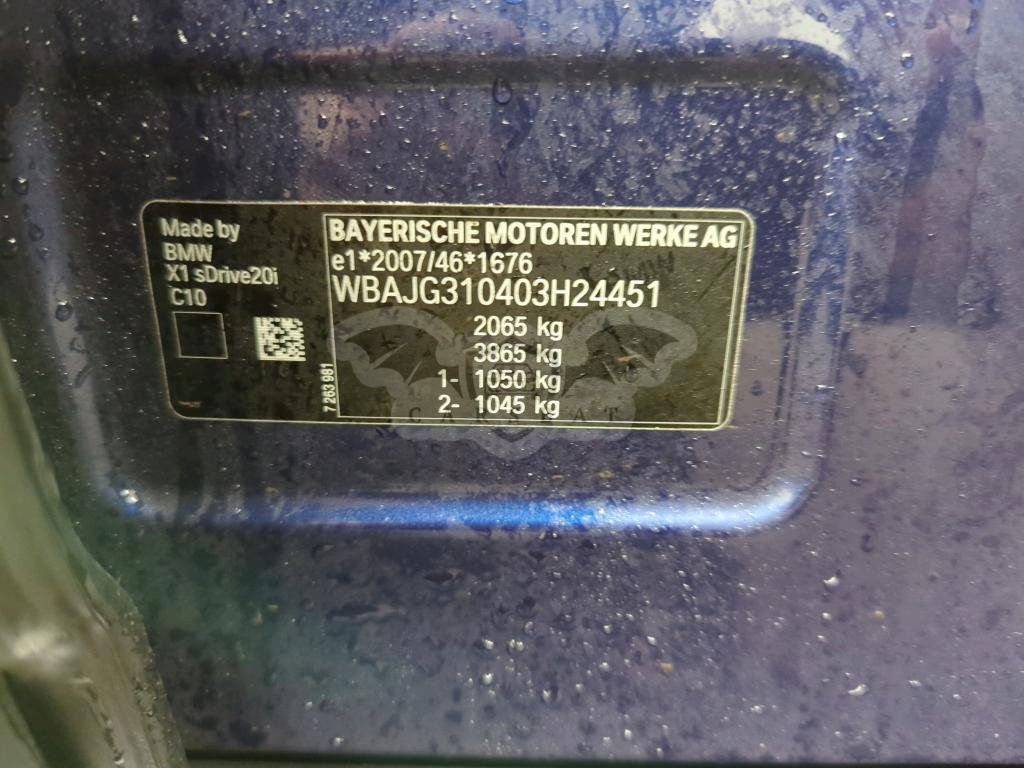 Made by
BMW
X1 sDrive20i
C10
7 263 981
BAYERISCHE MOTOREN WERKE AG
e1*2007/46*1676
WBAJG310403H24451
2065 kg
3865 kg
1- 1050 kg
2- 1045 kg
CARABAT